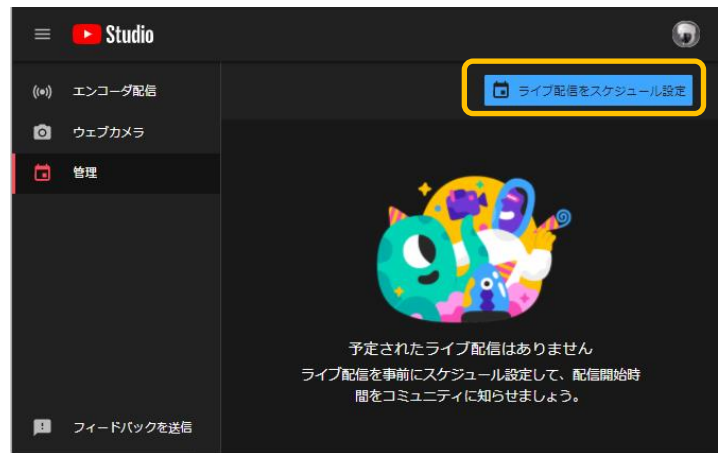 Studio
エンコーダ配信
ライブ配信をスケジュール設定
ウェブカメラ
管理
予定されたライブ配信はありません
ライブ配信を事前にスケジュール設定して、配信開始時
間をコミュニティに知らせましょう。
フィードバックを送信